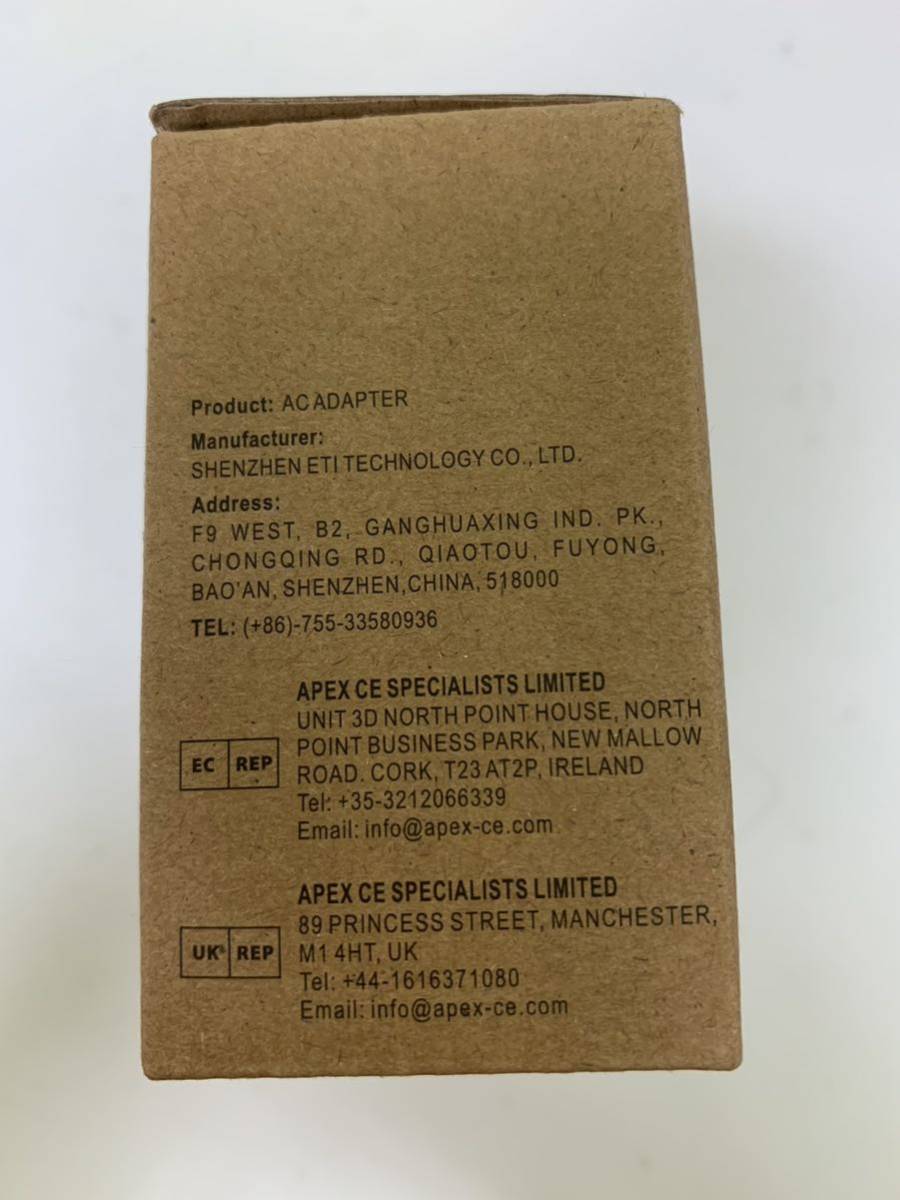 Product: AC ADAPTER
Manufacturer:
SHENZHEN ETI TECHNOLOGY CO., LTD.
Address:
F9 WEST, B2, GANGHUAXING IND. PK.,
CHONGQING RD., QIAOTOU, FUYONG,
BAO'AN, SHENZHEN,CHINA, 518000
TEL: (+86)-755-33580936
APEX CE SPECIALISTS LIMITED
UNIT 3D NORTH POINT HOUSE, NORTH
POINT BUSINESS PARK, NEW MALLOW
ROAD. CORK, T23 AT2P, IRELAND
Tel: +35-3212066339
Email: info@apex-ce.com
EC REP
APEX CE SPECIALISTS LIMITED
89 PRINCESS STREET, MANCHESTER,
M1 4HT, UK
Tel: +44-1616371080
Email: info@apex-ce.com
UK REP